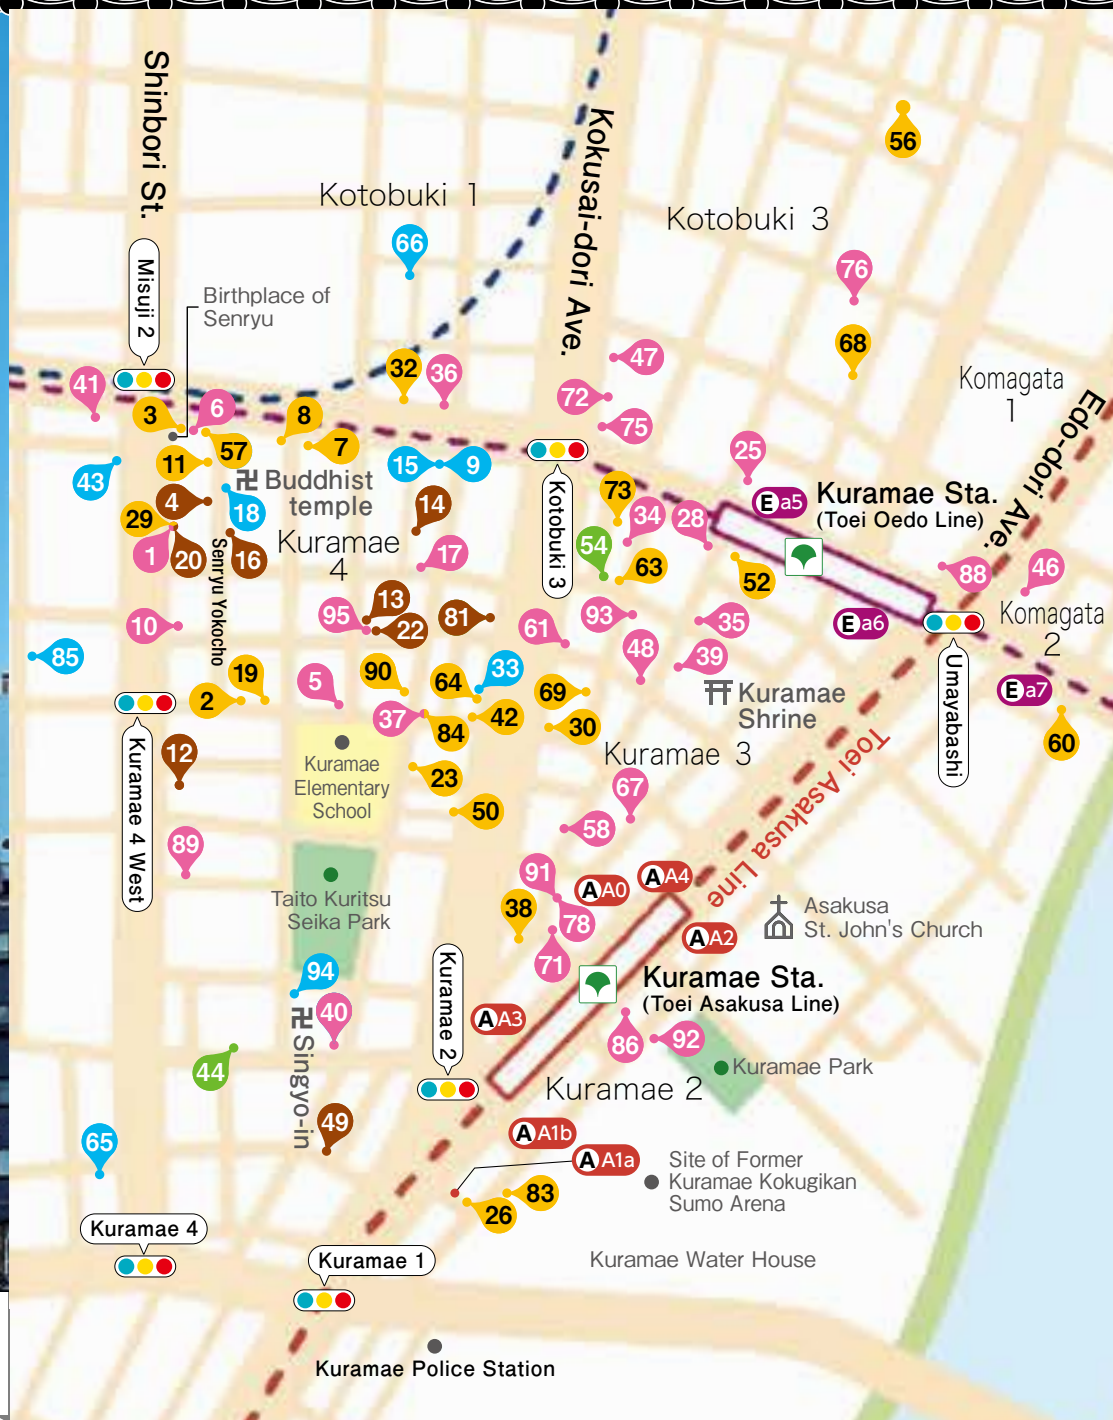 Shinbori St.
Kokusai-dori Ave.
56
Kotobuki 1
Kotobuki 3
66
76
Misuji 2
Birthplace of
Senryu
47
68
32
36
41
72
Komagata
1
Edo-dori Ave.
3
6
8
75
57
7
11
15
9
25
43
Buddhist
temple
Kotobuki 3
73
E a5
Kuramae Sta.
(Toei Oedo Line)
4
18
14
34
28
29
Kuramae
4
54
1
20
16
Senryu Yokocho
17
63
52
88
46
13
95
22
81
93
35
E a6
Komagata
2
10
61
48
39
85
33
Umayabashi
19
2
5
90
64
69
Kuramae
Shrine
E a7
37
84
42
30
60
Kuramae 4 West
12
Kuramae
Elementary
School
23
Kuramae 3
Toei Asakusa Line
50
67
58
89
91
A A0
A A4
Taito Kuritsu
Seika Park
38
78
A A2
Asakusa
St. John's Church
71
94
Kuramae 2
Kuramae Sta.
(Toei Asakusa Line)
40
A A3
Singyo-in
86
92
44
Kuramae Park
Kuramae 2
49
A A1b
65
A A1a
Site of Former
Kuramae Kokugikan
Sumo Arena
83
26
Kuramae 4
Kuramae 1
Kuramae Water House
Kuramae Police Station